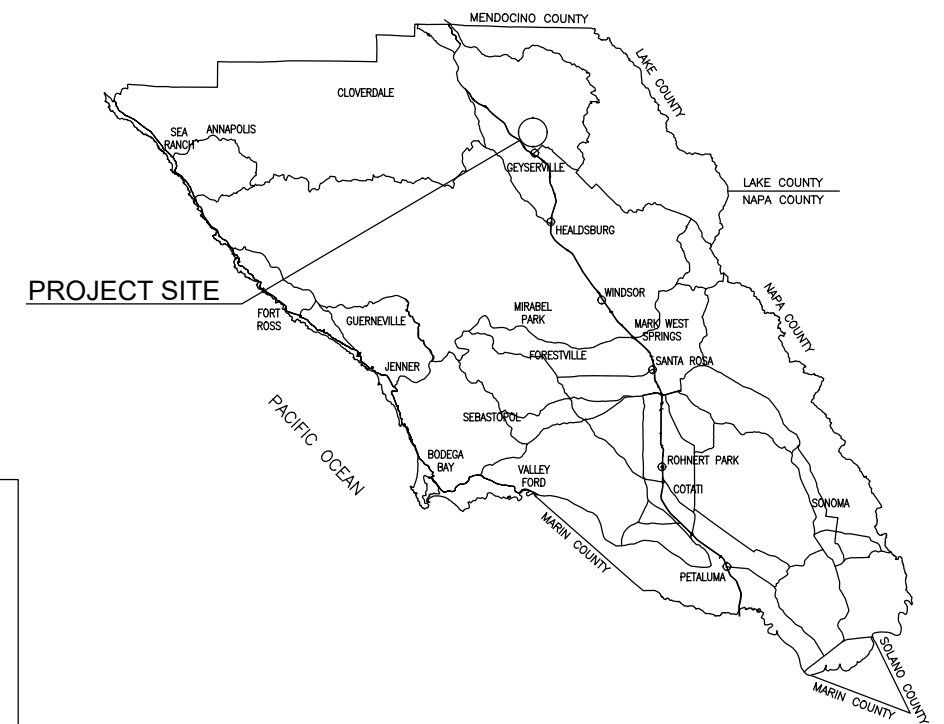 MENDOCINO COUNTY
LAKE COUNTY
CLOVERDALE
SEA
RANCH
ANNAPOLIS
GEYSERVILLE
LAKE COUNTY
NAPA COUNTY
HEALDSBURG
PROJECT SITE
NAPA COUNTY
WINDSOR
FORT
ROSS
GUERNEVILLE
MIRABEL
PARK
MARK WEST
SPRINGS
JENNER
FORESTVILLE
SANTA ROSA
PACIFIC OCEAN
SEBASTOPOL
BODEGA
BAY
VALLEY
FORD
ROHNERT PARK
COTATI
SONOMA
MARIN COUNTY
PETALUMA
SOLANO COUNTY
MARIN COUNTY